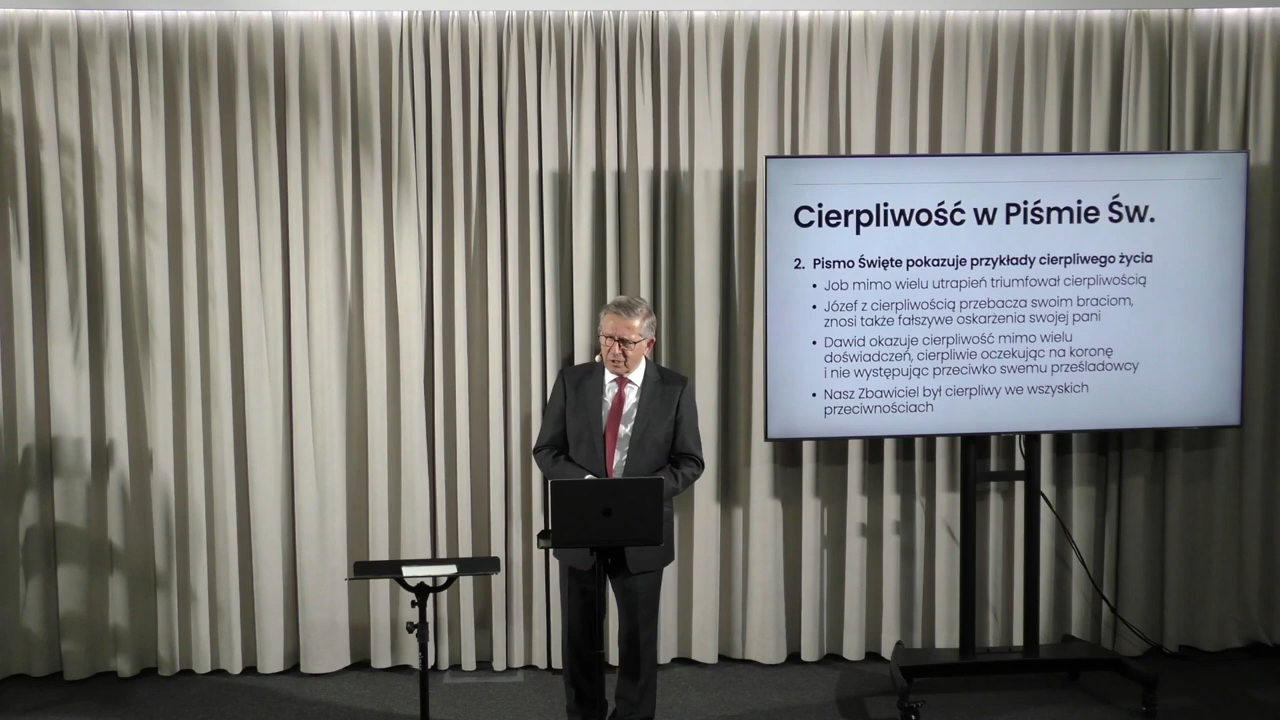 Cierpliwość w Piśmie Św.
2. Pismo Święte pokazuje przykłady cierpliwego życia
• Job mimo wielu utrapień triumfował cierpliwością
• Józef z cierpliwością przebacza swoim braciom,
znosi także fałszywe oskarżenia swojej pani
• Dawid okazuje cierpliwość mimo wielu
doświadczeń, cierpliwie oczekując na koronę
i nie występując przeciwko swemu prześladowcy
• Nasz Zbawiciel był cierpliwy we wszyskich
przeciwnościach